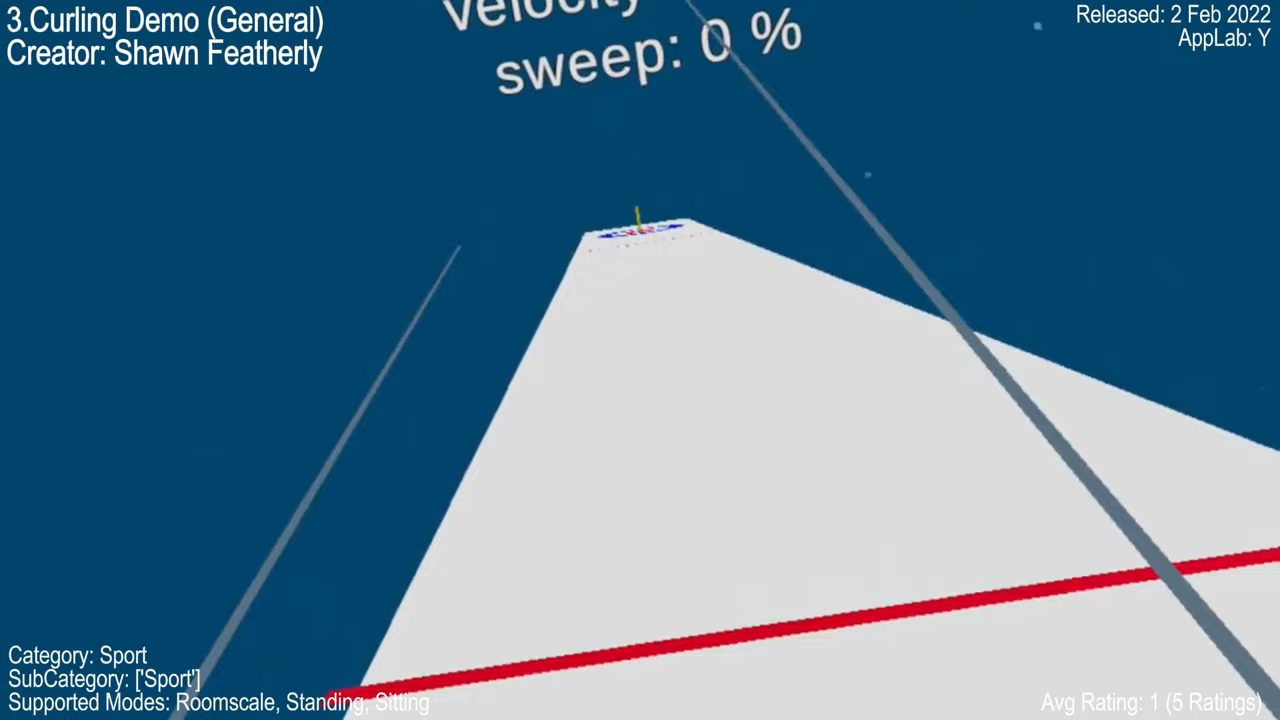 3.Curling Demo (General)
Creator: Shawn Featherly
Released: 2 Feb 2022
AppLab: Y
velocity
sweep: 0 %
Category: Sport
SubCategory: ['Sport']
Supported Modes: Roomscale, Standing, Sitting
Avg Rating: 1 (5 Ratings)